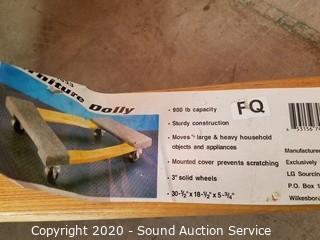 Dolly
• 900 lb capacity
FQ
• Sturdy construction
• Moves large & heavy household
objects and appliances
• Mounted cover prevents scratching
• 3" solid wheels
• 30-½" x 18-½" x 5-¾"
Manufactured
Exclusively
LG Sourcing
P.O. Box 1
Wilkesboro
Copyright © 2020 - Sound Auction Service